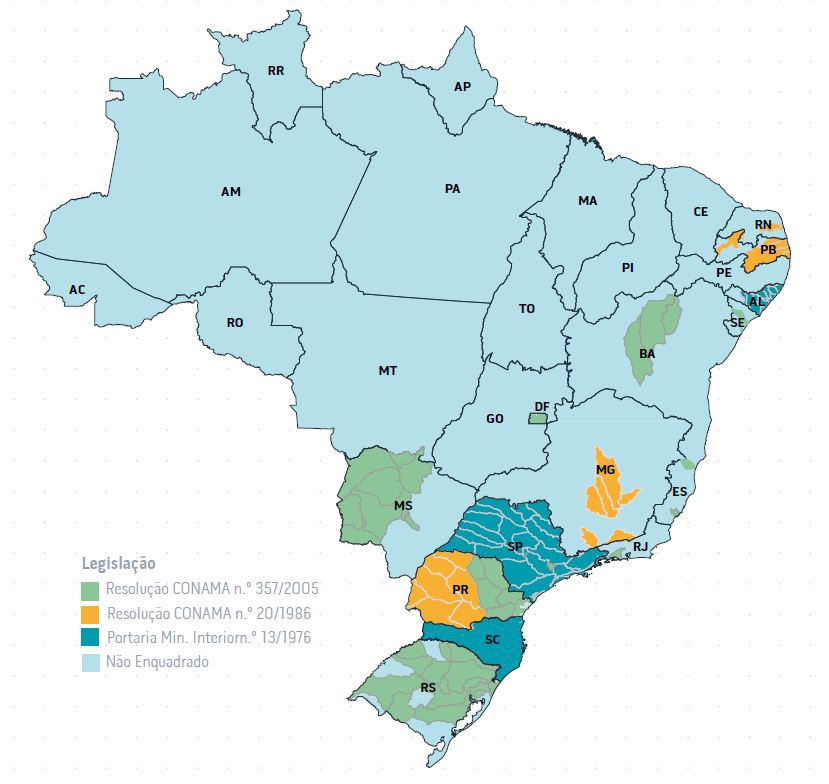 RR
AP
AM
PA
MA
CE
RN
PB
PI
PE
AC
AL
TO
RO
SE
BA
MT
DF
GO
MG
ES
MS
SP
RJ
Legislação
Resolução CONAMA n.º 357/2005
Resolução CONAMA n.º 20/1986
PR
Portaria Min. Interiorn.º 13/1976
SC
Não Enquadrado
RS